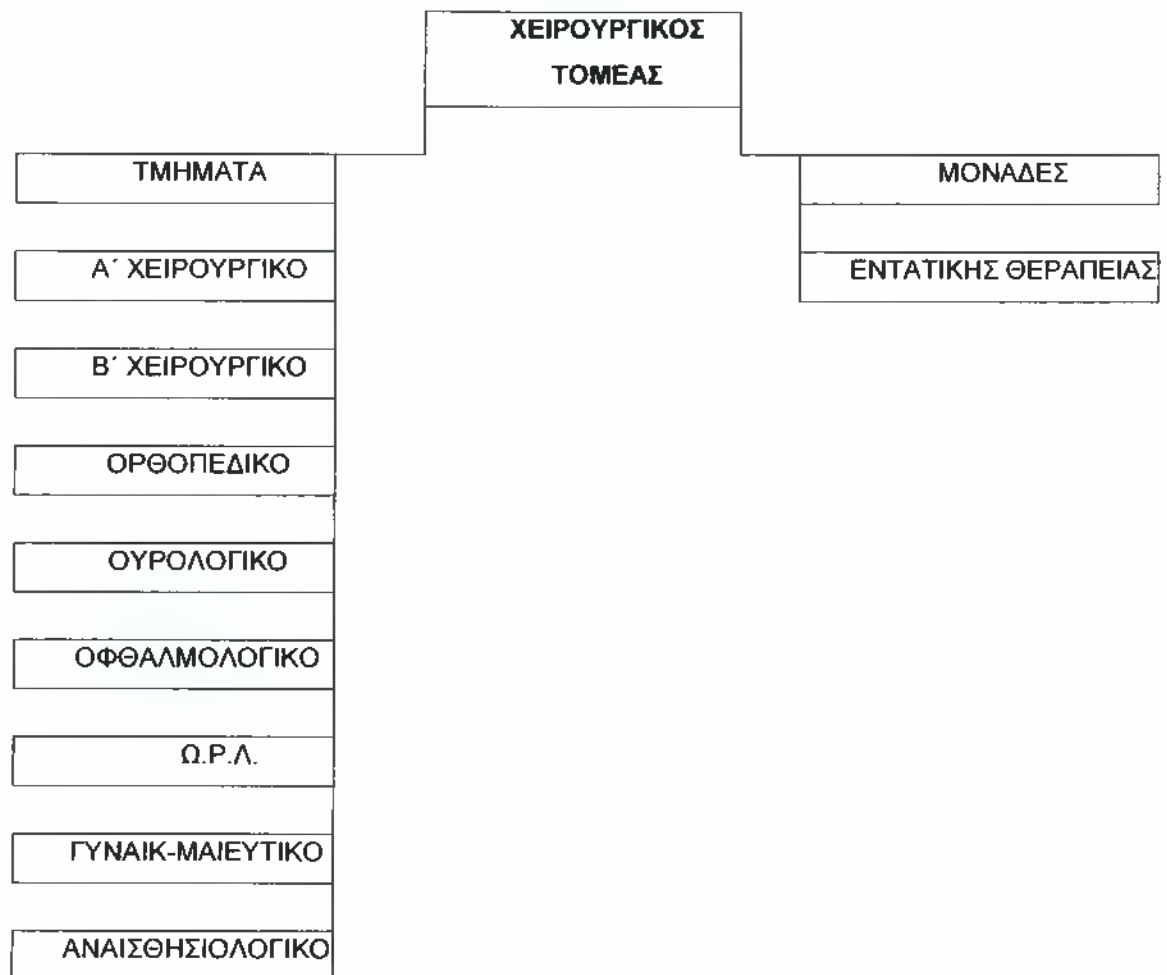 ΧΕΙΡΟΥΡΓΙΚΟΣ
ΤΟΜΕΑΣ
ΤΜΗΜΑΤΑ
ΜΟΝΑΔΕΣ
Α΄ ΧΕΙΡΟΥΡΓΙΚΟ
ΕΝΤΑΤΙΚΗΣ ΘΕΡΑΠΕΙΑΣ
Β΄ ΧΕΙΡΟΥΡΓΙΚΟ
ΟΡΘΟΠΕΔΙΚΟ
ΟΥΡΟΛΟΓΙΚΟ
ΟΦΘΑΛΜΟΛΟΓΙΚΟ
Ω.Ρ.Λ.
ΓΥΝΑΙΚ-ΜΑΙΕΥΤΙΚΟ
ΑΝΑΙΣΘΗΣΙΟΛΟΓΙΚΟ